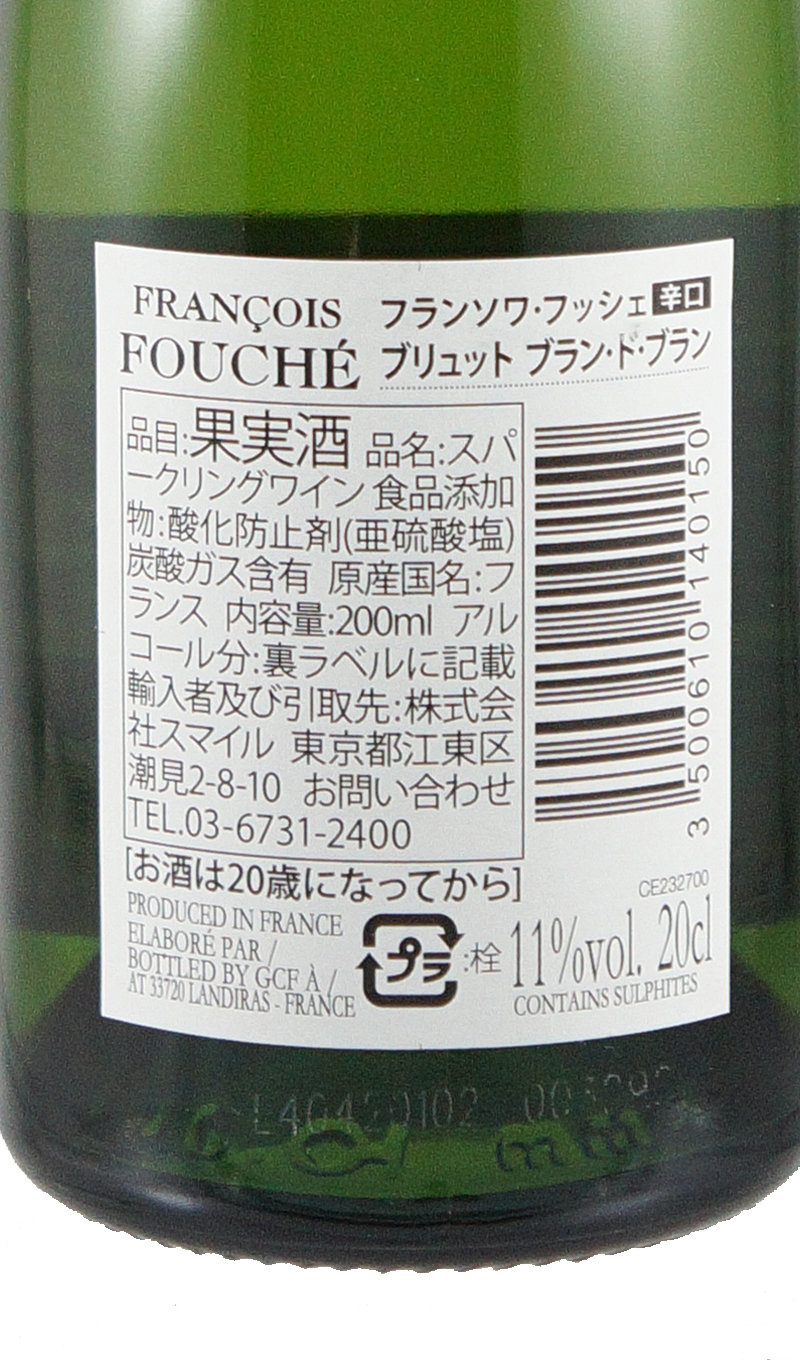 FRANÇOIS
FOUCHÉ
フランソワ・フッシェ 辛口
ブリュット ブラン・ド・ブラン
品目:果実酒 品名:スパ
ークリングワイン 食品添加
物:酸化防止剤(亜硫酸塩)
炭酸ガス含有 原産国名:フ
ランス 内容量:200ml アル
コール分:裏ラベルに記載
輸入者及び引取先:株式会
社スマイル 東京都江東区
潮見2-8-10 お問い合わせ
TEL.03-6731-2400
[お酒は20歳になってから]
3 500610 140150
CE232700
PRODUCED IN FRANCE
ELABORÉ PAR /
BOTTLED BY GCF À /
AT 33720 LANDIRAS - FRANCE
プラ :栓
11%vol. 20cl
CONTAINS SULPHITES